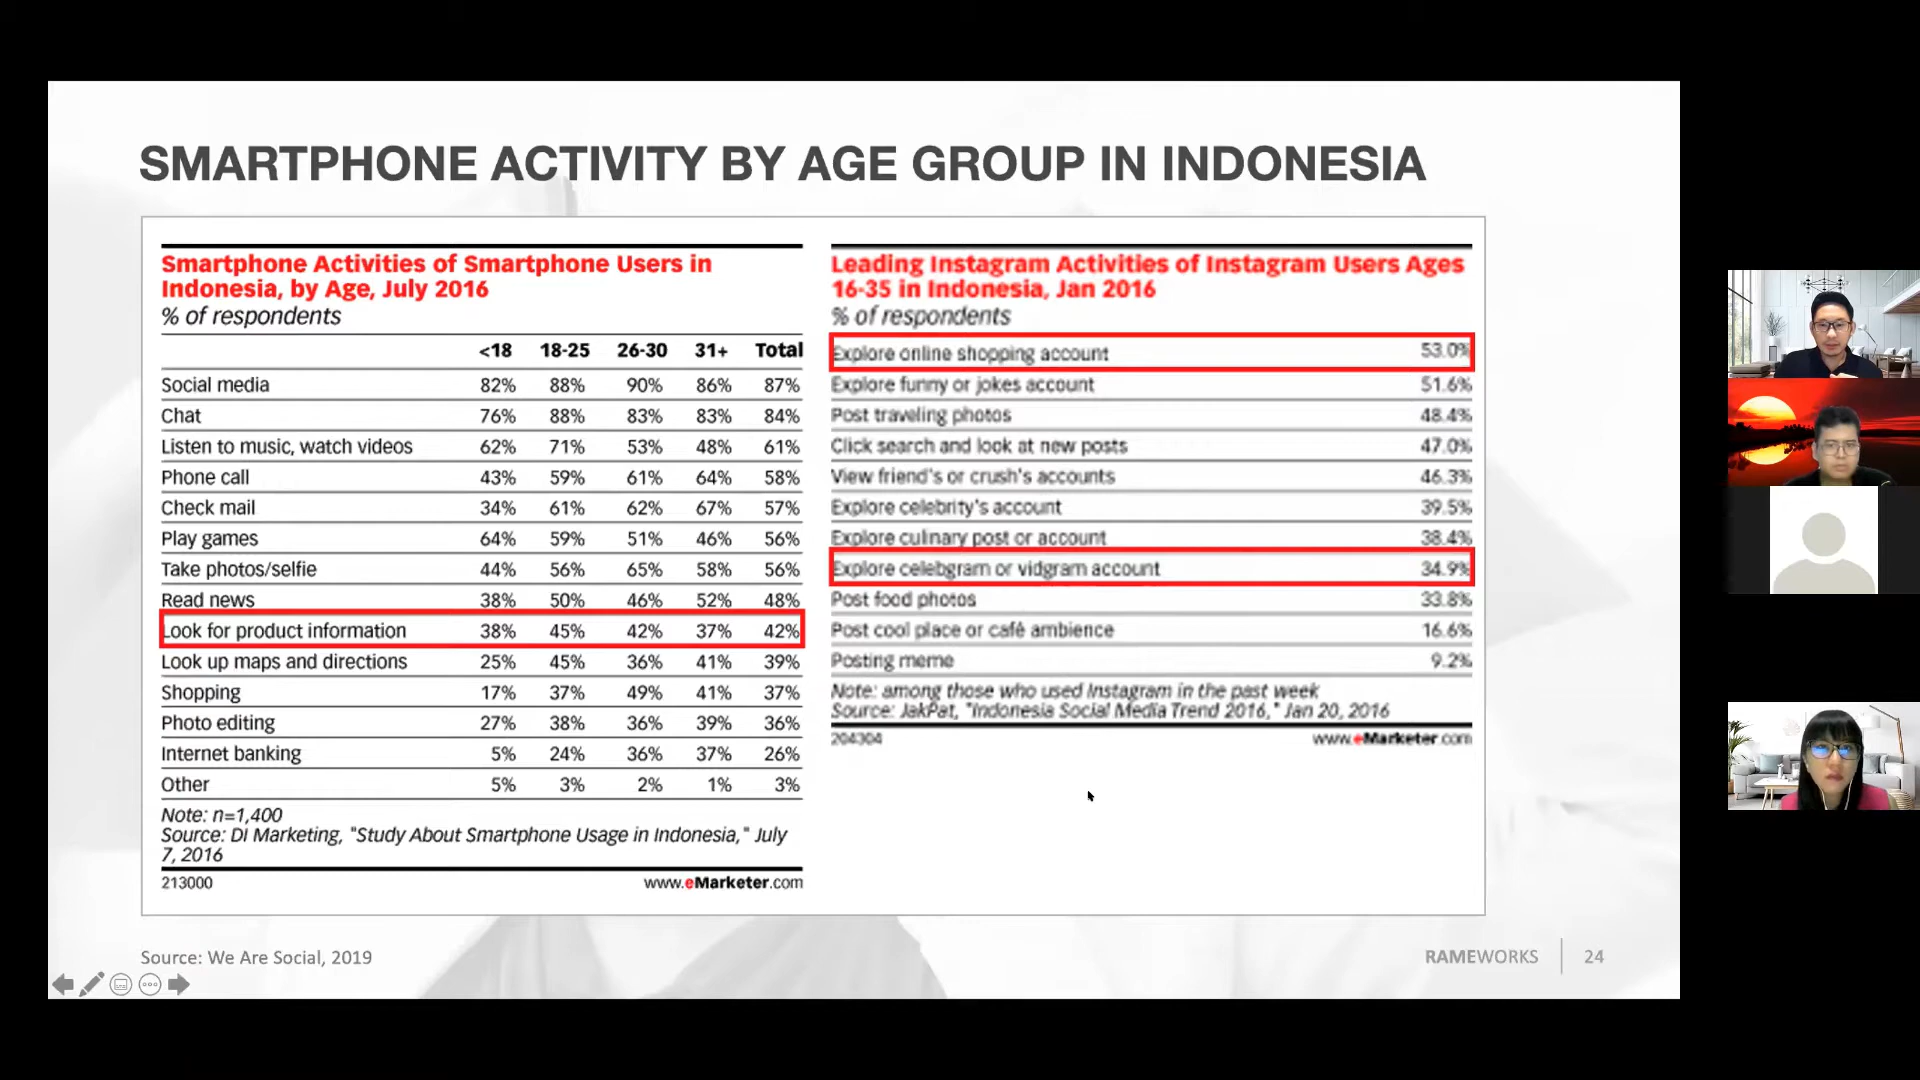 SMARTPHONE ACTIVITY BY AGE GROUP IN INDONESIA
Smartphone Activities of Smartphone Users in
Indonesia, by Age, July 2016
% of respondents
<18 18-25 26-30 31+ Total
Social media 82% 88% 90% 86% 87%
Chat 76% 88% 83% 83% 84%
Listen to music, watch videos 62% 71% 53% 48% 61%
Phone call 43% 59% 61% 64% 58%
Check mail 34% 61% 62% 67% 57%
Play games 64% 59% 51% 46% 56%
Take photos/selfie 44% 56% 65% 58% 56%
Read news 38% 50% 46% 52% 48%
Look for product information 38% 45% 42% 37% 42%
Look up maps and directions 25% 45% 36% 41% 39%
Shopping 17% 37% 49% 41% 37%
Photo editing 27% 38% 36% 39% 36%
Internet banking 5% 24% 36% 37% 26%
Other 5% 3% 2% 1% 3%
Note: n=1,400
Source: DI Marketing, "Study About Smartphone Usage in Indonesia," July
7, 2016
213000 www.eMarketer.com
Leading Instagram Activities of Instagram Users Ages
16-35 in Indonesia, Jan 2016
% of respondents
Explore online shopping account 53.0%
Explore funny or jokes account 51.6%
Post traveling photos 48.4%
Click search and look at new posts 47.0%
View friend's or crush's accounts 46.3%
Explore celebrity's account 39.5%
Explore culinary post or account 38.4%
Explore celebgram or vidgram account 34.9%
Post food photos 33.8%
Post cool place or café ambience 16.6%
Posting meme 9.2%
Note: among those who used Instagram in the past week
Source: JakPat, "Indonesia Social Media Trend 2016," Jan 20, 2016
204304 www.eMarketer.com
Source: We Are Social, 2019
RAMEWORKS 24